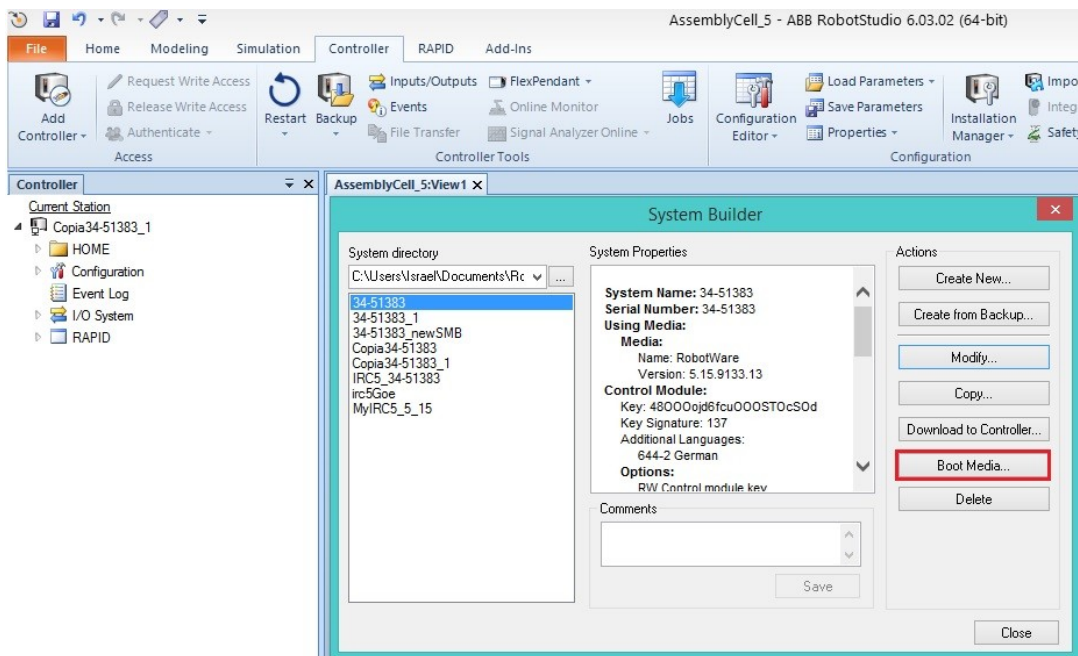 AssemblyCell_5 - ABB RobotStudio 6.03.02 (64-bit)
File Home Modeling Simulation Controller RAPID Add-Ins
Add Controller
Request Write Access
Release Write Access
Authenticate
Access
Restart
Backup
Inputs/Outputs
Events
File Transfer
FlexPendant
Online Monitor
Signal Analyzer Online
Jobs
Controller Tools
Configuration Editor
Load Parameters
Save Parameters
Properties
Installation Manager
Impo
Integ
Safety
Configuration
Controller
Current Station
Copia34-51383_1
HOME
Configuration
Event Log
I/O System
RAPID
AssemblyCell_5:View1
System Builder
System directory
C:\Users\Israel\Documents\Rc
...
34-51383
34-51383_1
34-51383_newSMB
Copia34-51383
Copia34-51383_1
IRC5_34-51383
irc5Goe
MyIRC5_5_15
System Properties
System Name: 34-51383
Serial Number: 34-51383
Using Media:
Media:
Name: RobotWare
Version: 5.15.9133.13
Control Module:
Key: 48OOOojd6fcuOOOSTOcSOd
Key Signature: 137
Additional Languages:
644-2 German
Options:
RW Control module key
Comments
Save
Actions
Create New...
Create from Backup...
Modify...
Copy...
Download to Controller...
Boot Media...
Delete
Close